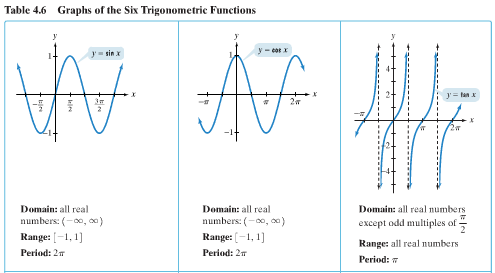 Table 4.6 Graphs of the Six Trigonometric Functions
y
1
y = sin x
x
−π/2
π/2
3π/2
−1
Domain: all real
numbers: (−∞, ∞)
Range: [−1, 1]
Period: 2π
y
1
y = cos x
x
−π
π
2π
−1
Domain: all real
numbers: (−∞, ∞)
Range: [−1, 1]
Period: 2π
y
4
2
y = tan x
x
−π
π
2π
−2
−4
Domain: all real numbers
except odd multiples of π/2
Range: all real numbers
Period: π